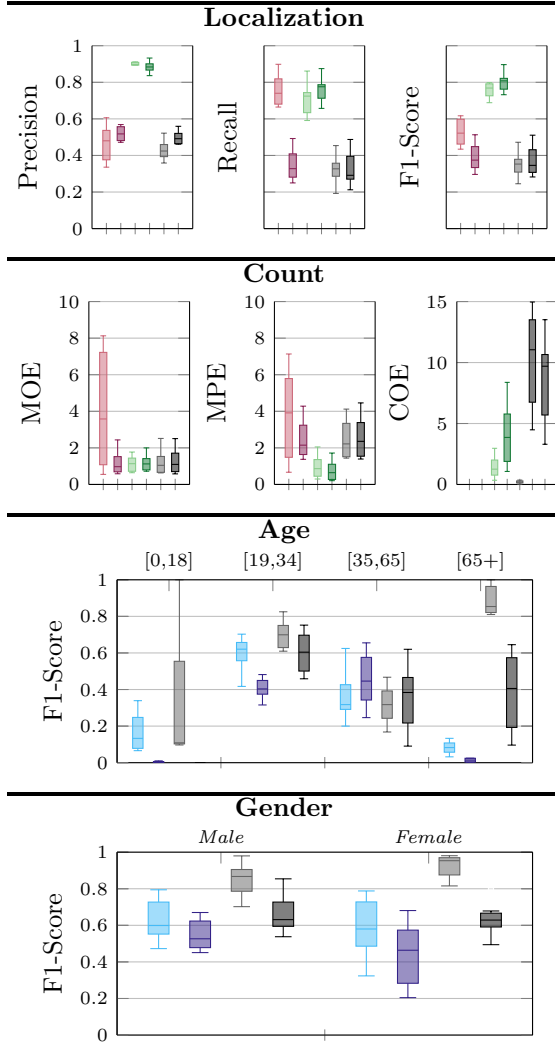 Localization
Precision
1
0.8
0.6
0.4
0.2
0
Recall
F1-Score
Count
MOE
10
8
6
4
2
0
MPE
10
8
6
4
2
0
COE
15
10
5
0
Age
[0,18] [19,34] [35,65] [65+]
F1-Score
1
0.8
0.6
0.4
0.2
0
Gender
Male Female
F1-Score
1
0.8
0.6
0.4
0.2
0